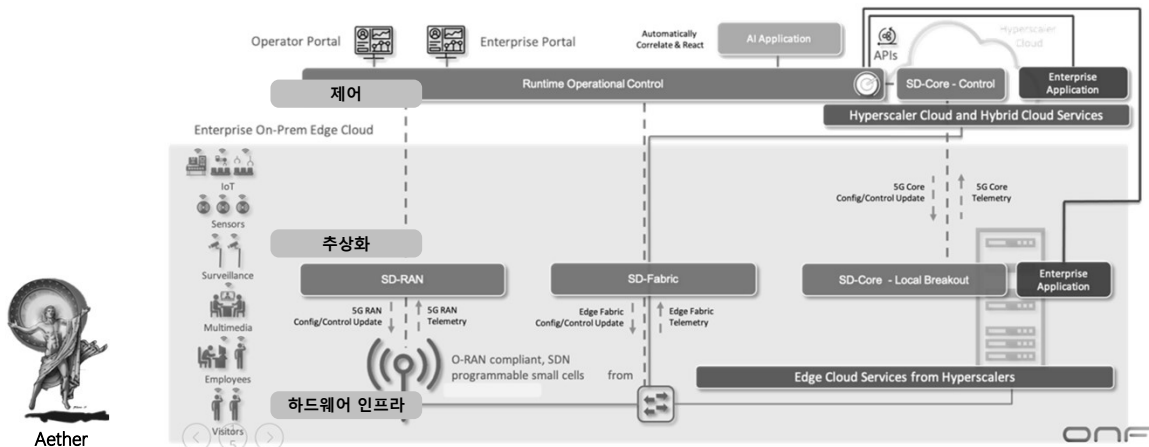 Operator Portal
Enterprise Portal
Automatically
Correlate & React
AI Application
APIs
Hyperscaler
Cloud
제어
Runtime Operational Control
SD-Core - Control
Enterprise
Application
Hyperscaler Cloud and Hybrid Cloud Services
Enterprise On-Prem Edge Cloud
IoT
Sensors
Surveillance
Multimedia
Employees
Visitors
5G Core
Config/Control Update
5G Core
Telemetry
추상화
SD-RAN
SD-Fabric
SD-Core - Local Breakout
Enterprise
Application
5G RAN
Config/Control Update
5G RAN
Telemetry
Edge Fabric
Config/Control Update
Edge Fabric
Telemetry
O-RAN compliant, SDN
programmable small cells from
Edge Cloud Services from Hyperscalers
하드웨어 인프라
Aether
5
ONF